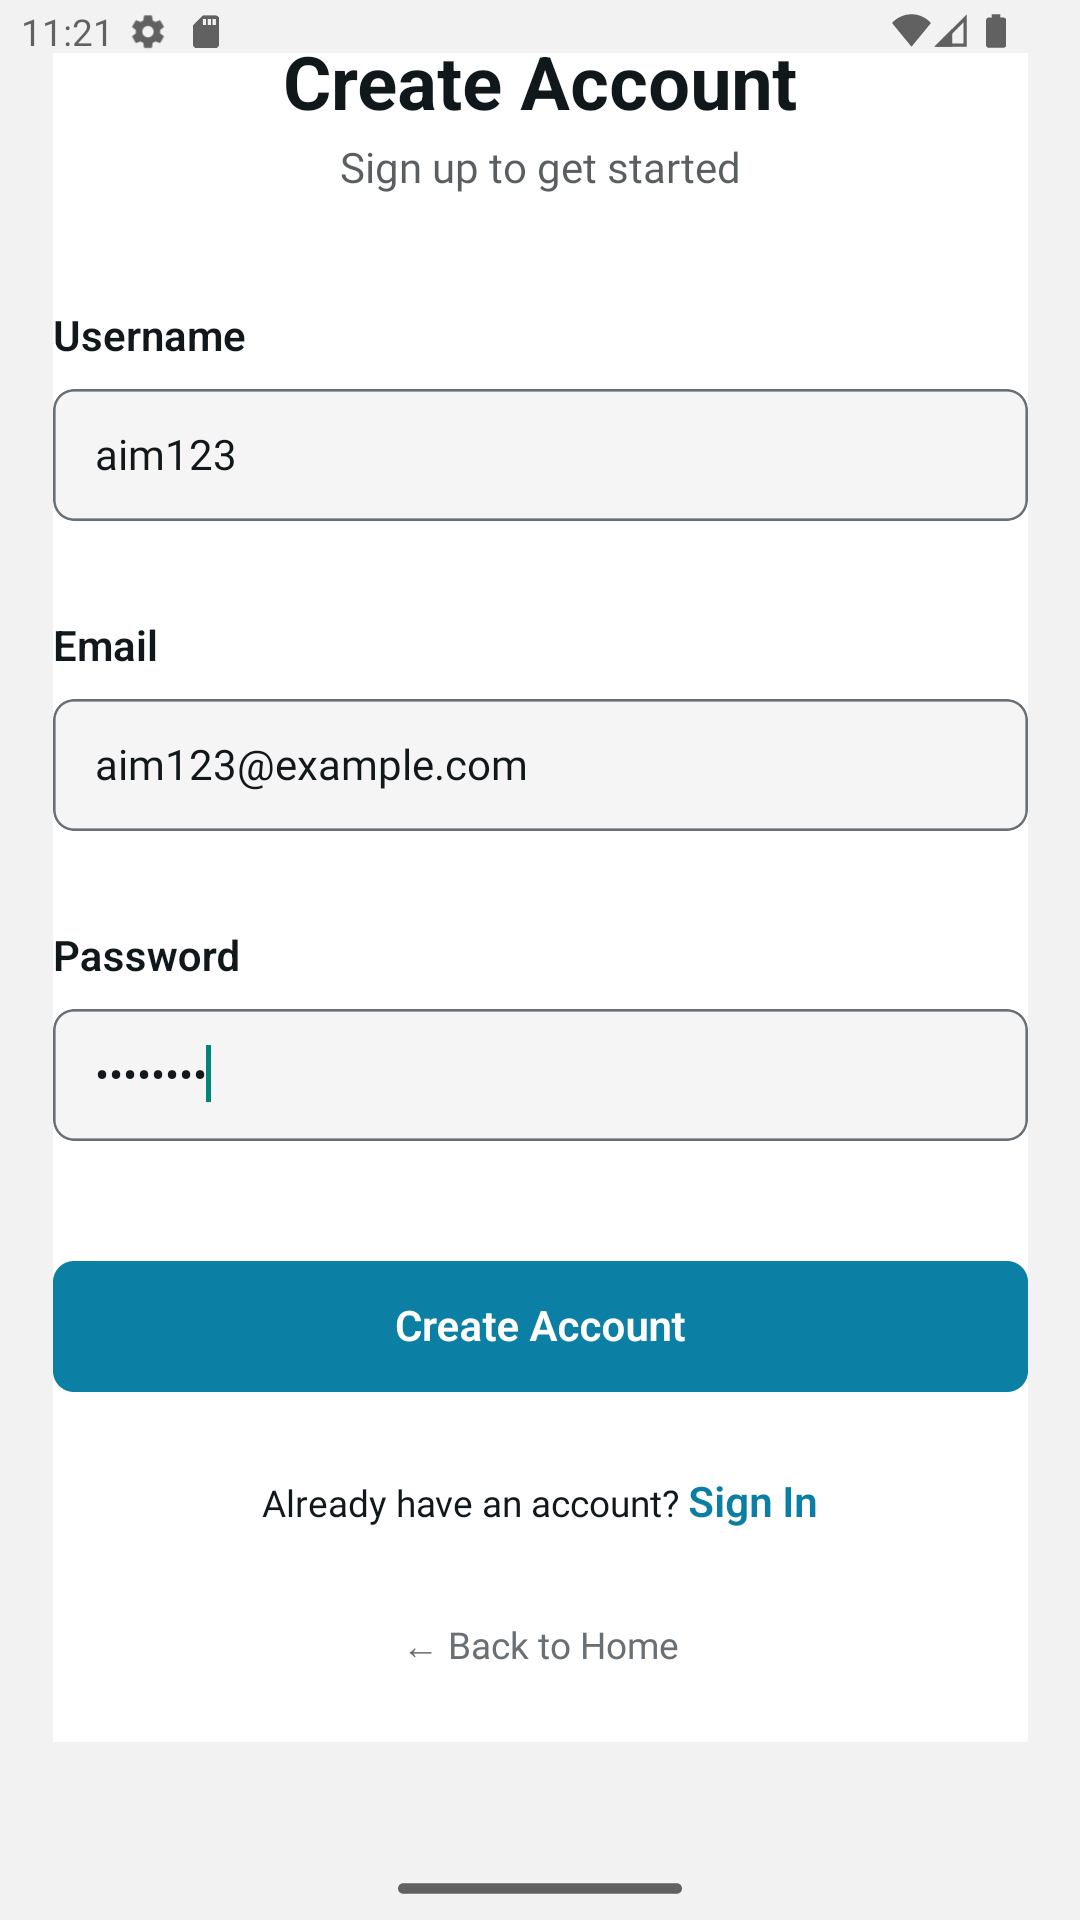 11:21
Create Account
Sign up to get started
Username
aim123
Email
aim123@example.com
Password
••••••••
Create Account
Already have an account? Sign In
← Back to Home